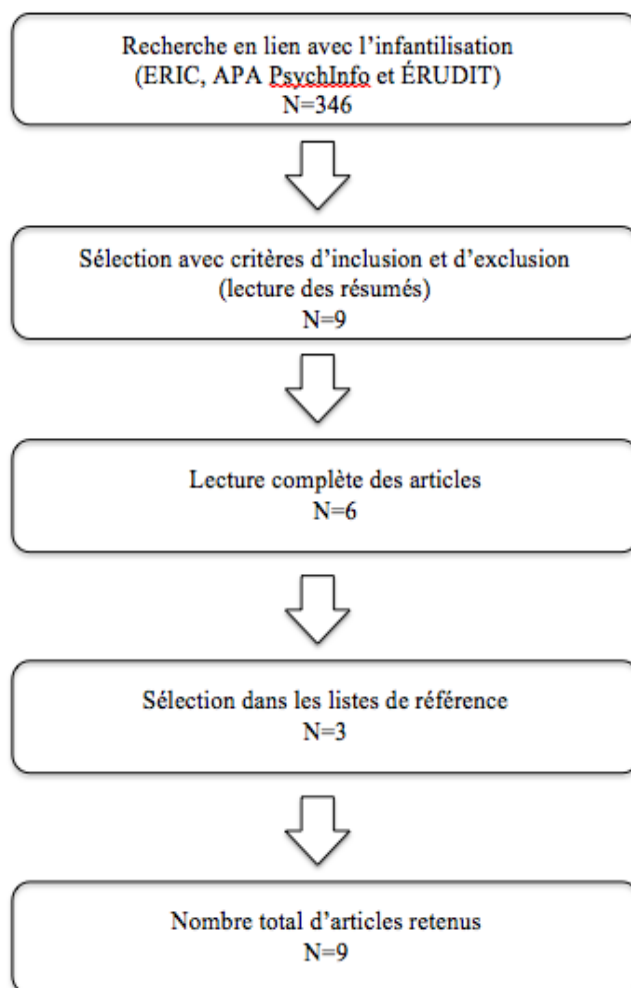 Recherche en lien avec l’infantilisation
(ERIC, APA PsychInfo et ÉRUDIT)
N=346
Sélection avec critères d’inclusion et d’exclusion
(lecture des résumés)
N=9
Lecture complète des articles
N=6
Sélection dans les listes de référence
N=3
Nombre total d’articles retenus
N=9